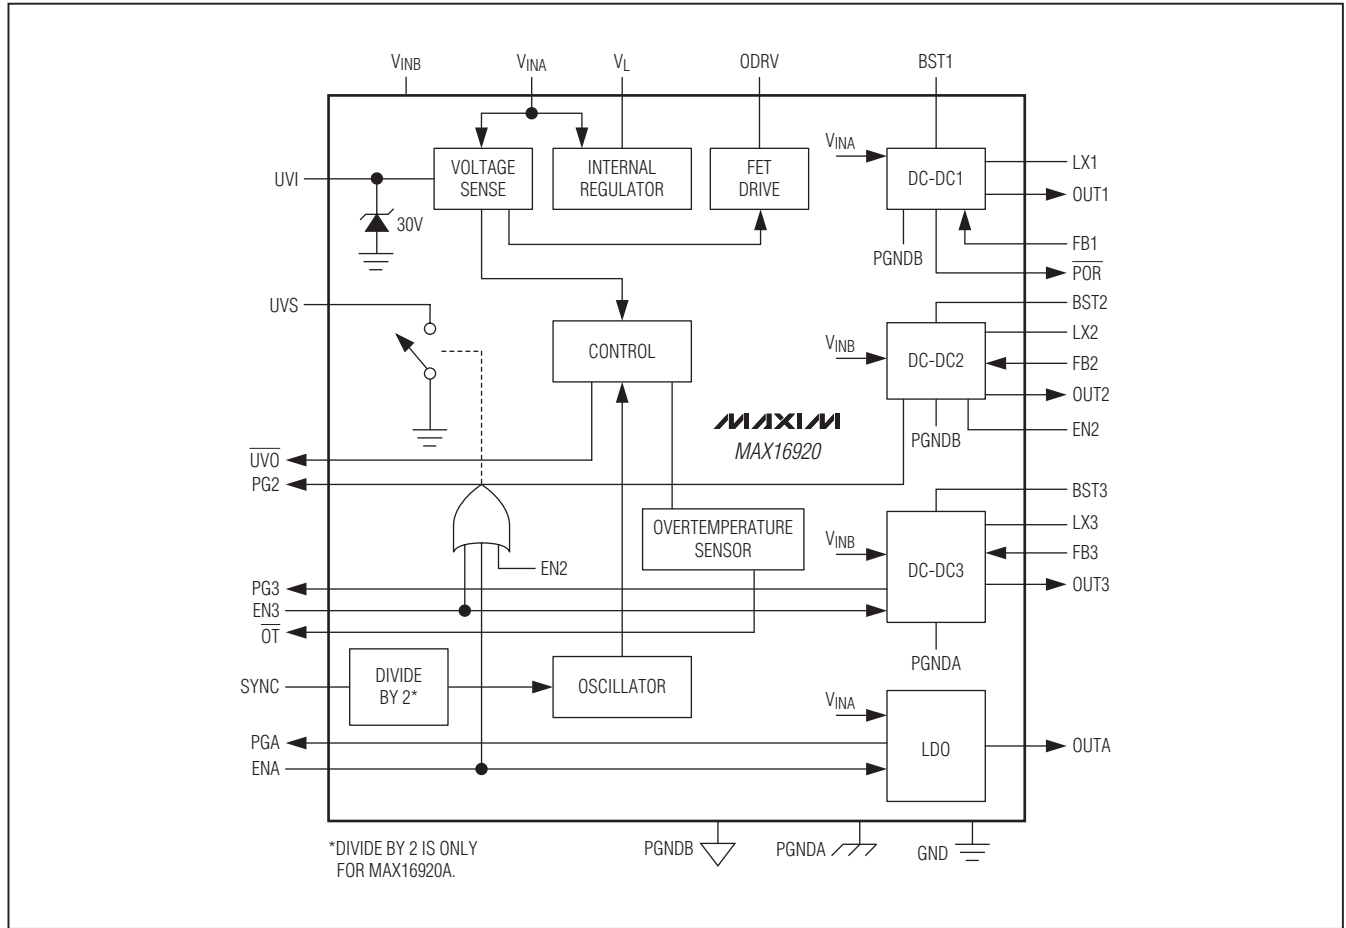 VINB VINA VL ODRV BST1
UVI
VOLTAGE
SENSE
INTERNAL
REGULATOR
FET
DRIVE
VINA
DC-DC1
LX1
OUT1
30V
PGNDB
FB1
POR
UVS
CONTROL
VINB
DC-DC2
BST2
LX2
FB2
OUT2
PGNDB
EN2
MAXIM
MAX16920
UVO
PG2
OVERTEMPERATURE
SENSOR
EN2
VINB
DC-DC3
BST3
LX3
FB3
OUT3
PG3
EN3
OT
PGNDA
SYNC
DIVIDE
BY 2*
OSCILLATOR
VINA
LDO
OUTA
PGA
ENA
*DIVIDE BY 2 IS ONLY
FOR MAX16920A.
PGNDB PGNDA GND